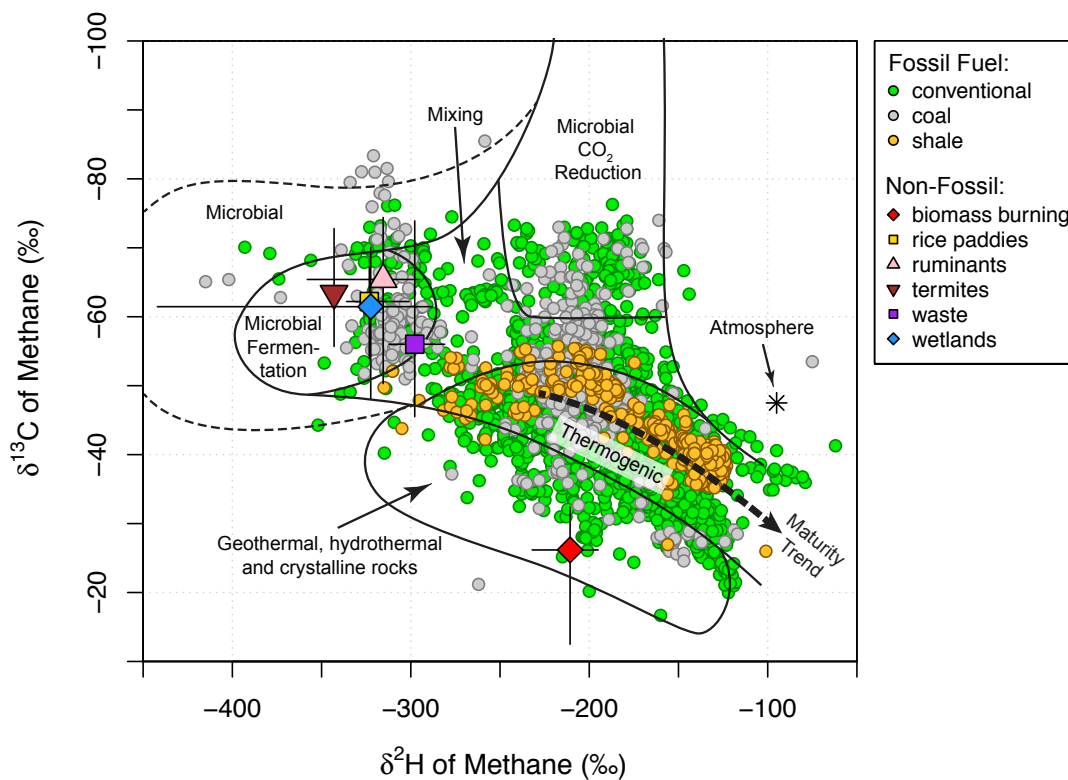 −100
−80
−60
−40
−20
δ13C of Methane (‰)
−400
−300
−200
−100
δ2H of Methane (‰)
Mixing
Microbial
CO2
Reduction
Microbial
Microbial
Fermen-
tation
Atmosphere
Thermogenic
Maturity
Trend
Geothermal, hydrothermal
and crystalline rocks
Fossil Fuel:
conventional
coal
shale
Non-Fossil:
biomass burning
rice paddies
ruminants
termites
waste
wetlands